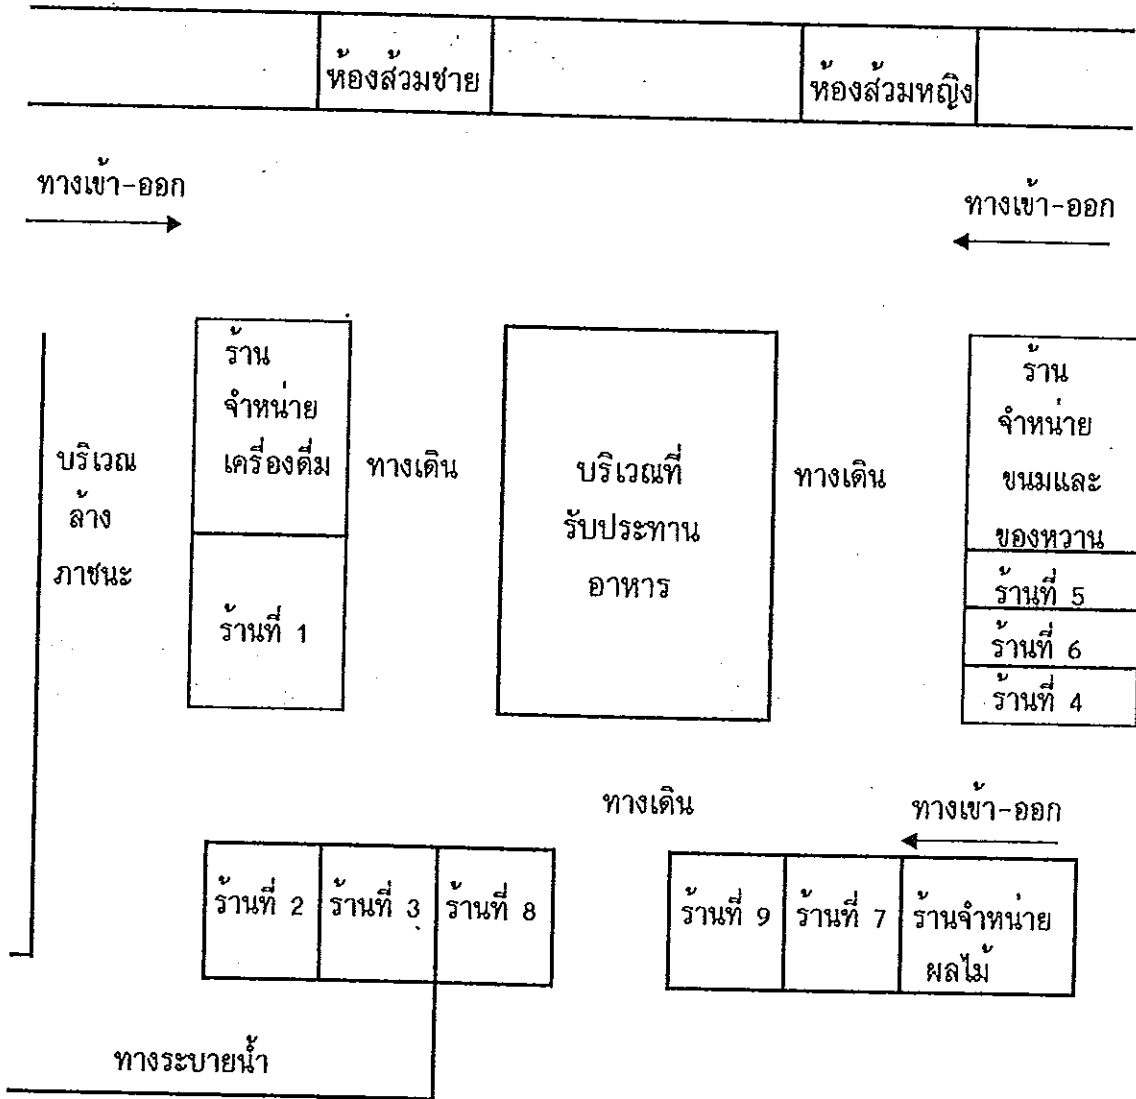 ห้องส้วมชาย
ห้องส้วมหญิง
ทางเข้า-ออก
ทางเข้า-ออก
บริเวณ
ล้าง
ภาชนะ
ร้าน
จำหน่าย
เครื่องดื่ม
ร้านที่ 1
ทางเดิน
บริเวณที่
รับประทาน
อาหาร
ทางเดิน
ร้าน
จำหน่าย
ขนมและ
ของหวาน
ร้านที่ 5
ร้านที่ 6
ร้านที่ 4
ทางเดิน
ทางเข้า-ออก
ร้านที่ 2
ร้านที่ 3
ร้านที่ 8
ร้านที่ 9
ร้านที่ 7
ร้านจำหน่าย
ผลไม้
ทางระบายน้ำ